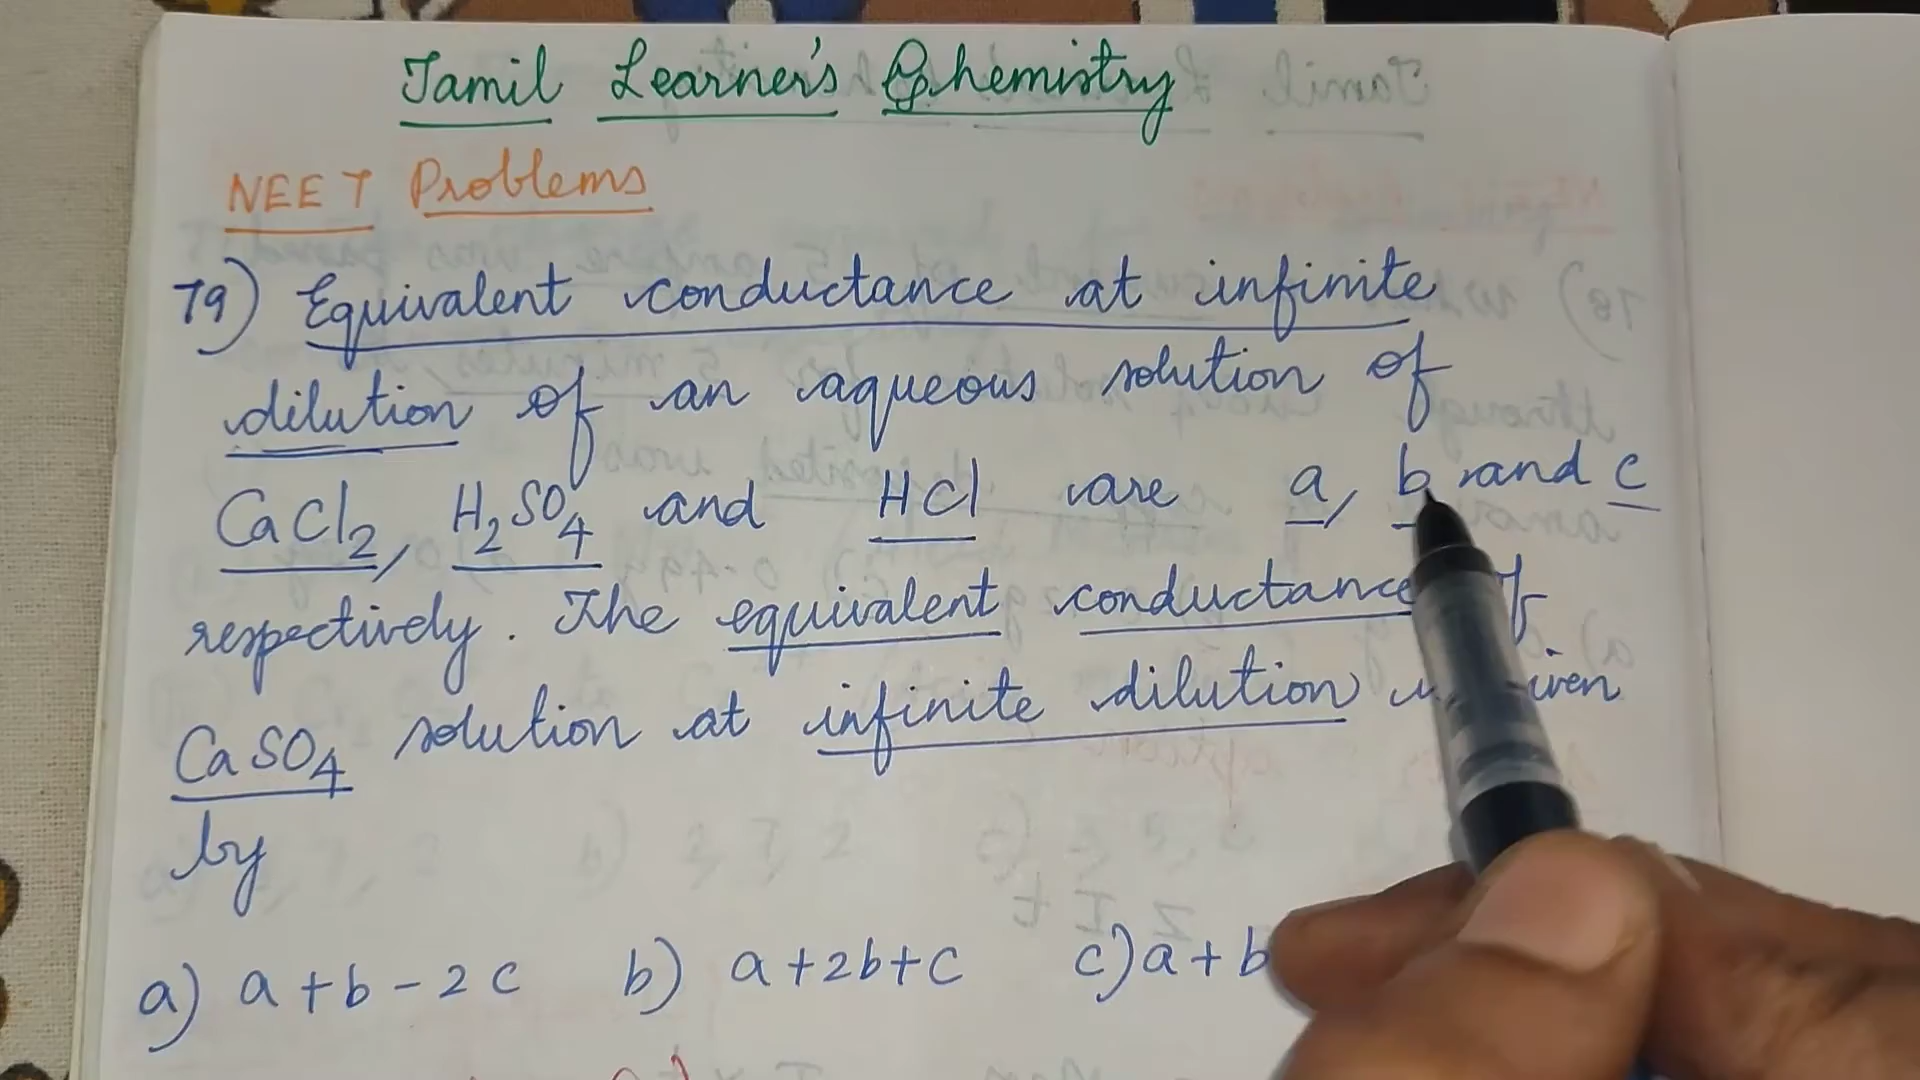 Tamil Learner's Chemistry
NEET Problems
79) Equivalent conductance at infinite
dilution of an aqueous solution of
CaCl2, H2SO4 and HCl are a, b and c
respectively. The equivalent conductance
CaSO4 solution at infinite dilution
by
a) a+b-2c b) a+2b+c c) a+b